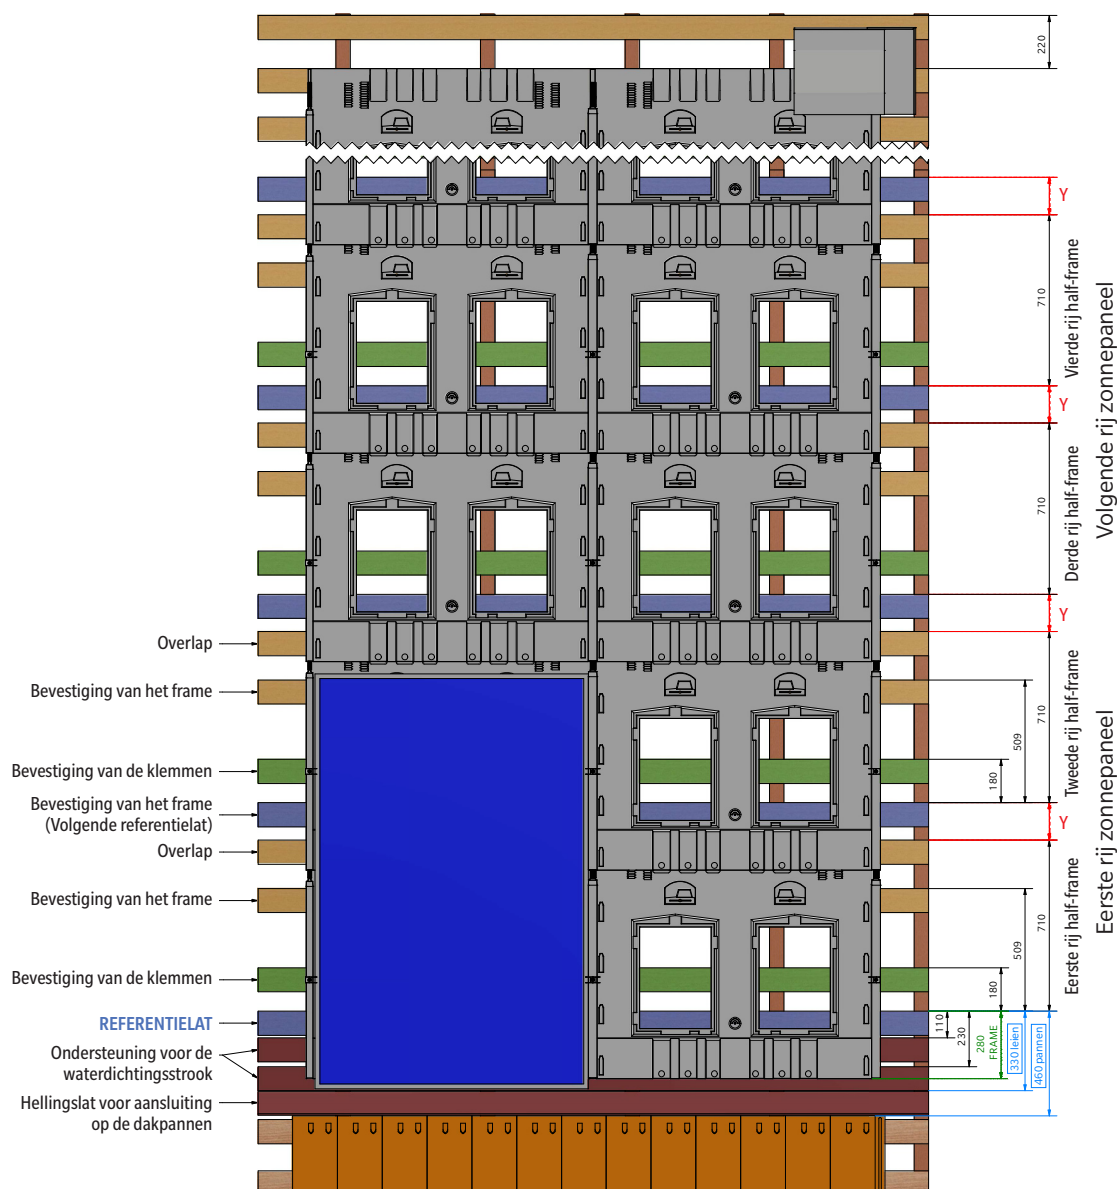 220
Y
710
Vierde rij half-frame
Y
Volgende rij zonnepaneel
710
Derde rij half-frame
Y
Overlap
Bevestiging van het frame
Bevestiging van de klemmen
Bevestiging van het frame
(Volgende referentielat)
Overlap
Bevestiging van het frame
Bevestiging van de klemmen
REFERENTIELAT
Ondersteuning voor de
waterdichtingsstrook
Hellingslat voor aansluiting
op de dakpannen
180
509
710
Tweede rij half-frame
Y
Eerste rij zonnepaneel
180
509
710
Eerste rij half-frame
110
230
280
FRAME
330 leien
460 pannen